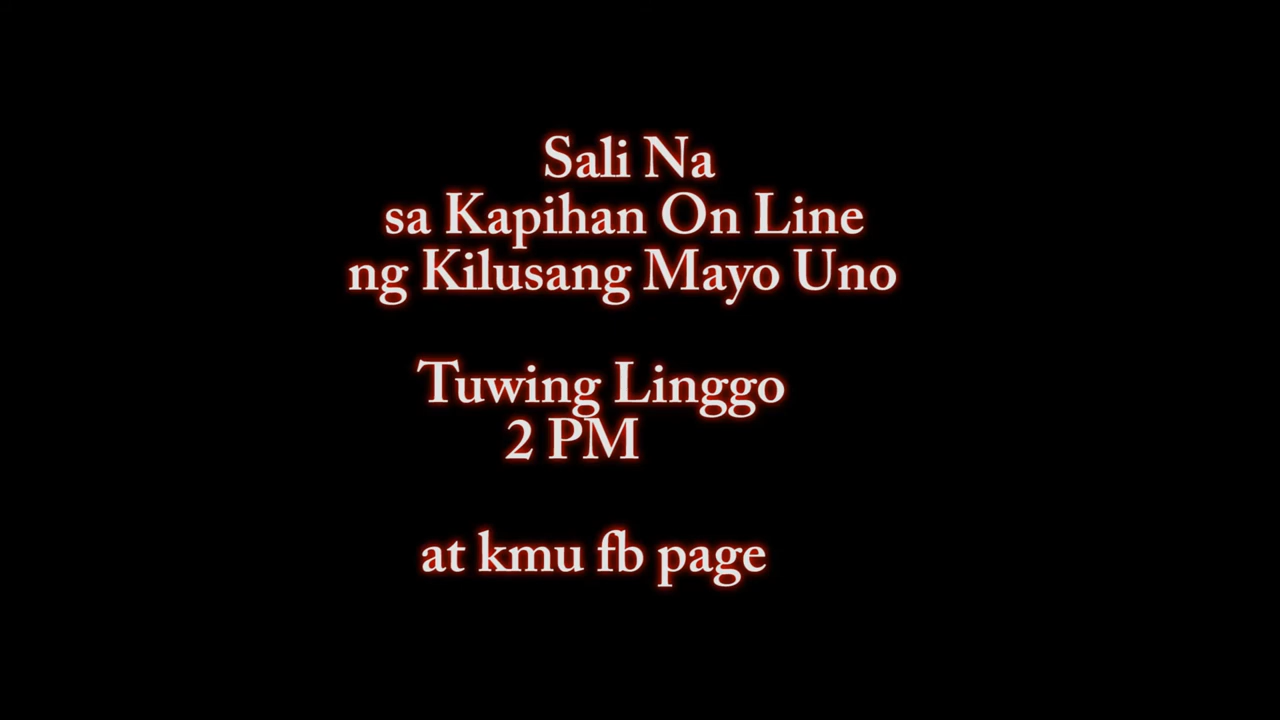 Sali Na
sa Kapihan On Line
ng Kilusang Mayo Uno
Tuwing Linggo
2 PM
at kmu fb page